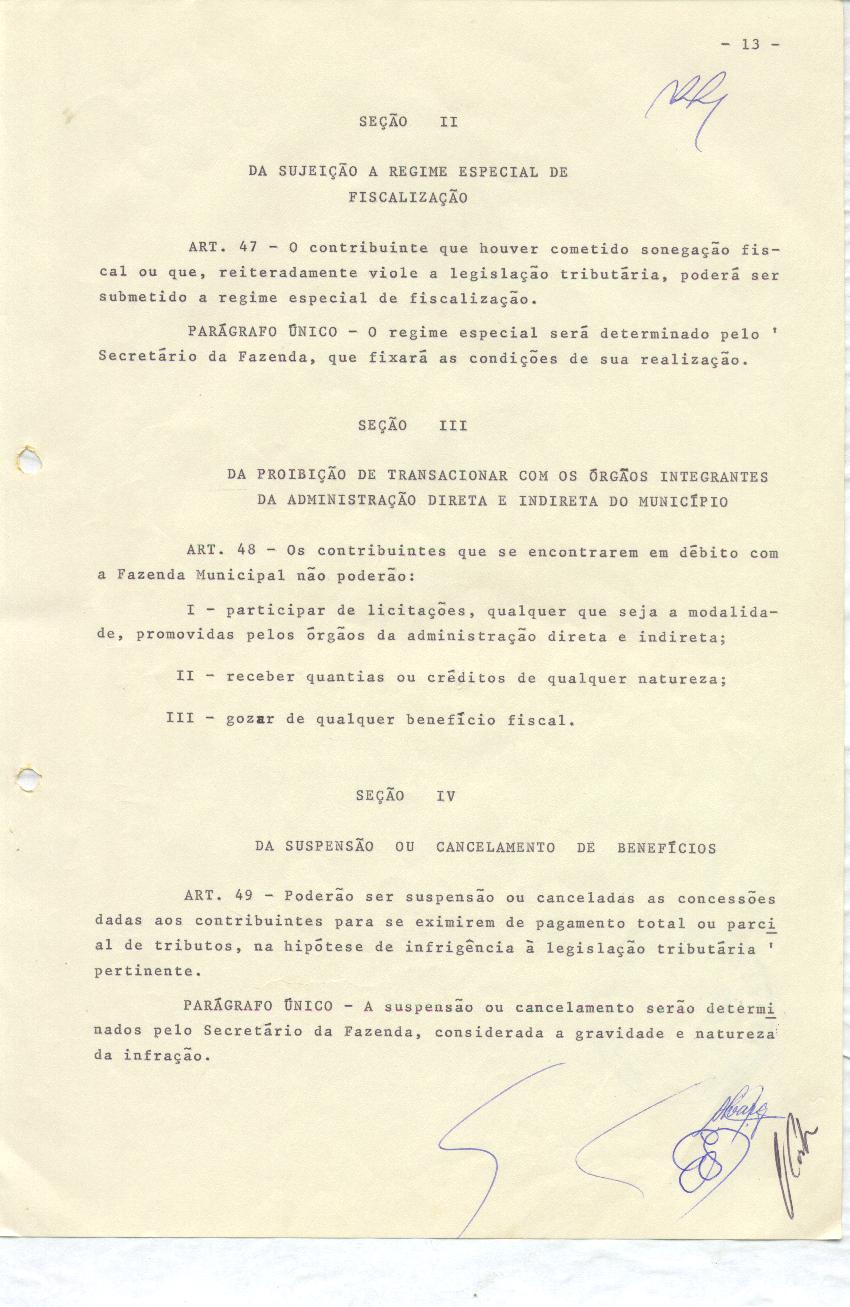 - 13 -
SEÇÃO II
DA SUJEIÇÃO A REGIME ESPECIAL DE
FISCALIZAÇÃO
ART. 47 - O contribuinte que houver cometido sonegação fis-
cal ou que, reiteradamente viole a legislação tributária, poderá ser
submetido a regime especial de fiscalização.
PARÁGRAFO ÚNICO - O regime especial será determinado pelo '
Secretário da Fazenda, que fixará as condições de sua realização.
SEÇÃO III
DA PROIBIÇÃO DE TRANSACIONAR COM OS ÓRGÃOS INTEGRANTES
DA ADMINISTRAÇÃO DIRETA E INDIRETA DO MUNICÍPIO
ART. 48 - Os contribuintes que se encontrarem em débito com
a Fazenda Municipal não poderão:
I - participar de licitações, qualquer que seja a modalida-
de, promovidas pelos órgãos da administração direta e indireta;
II - receber quantias ou créditos de qualquer natureza;
III - gozar de qualquer benefício fiscal.
SEÇÃO IV
DA SUSPENSÃO OU CANCELAMENTO DE BENEFÍCIOS
ART. 49 - Poderão ser suspensão ou canceladas as concessões
dadas aos contribuintes para se eximirem de pagamento total ou parci
al de tributos, na hipótese de infrigência à legislação tributária '
pertinente.
PARÁGRAFO ÚNICO - A suspensão ou cancelamento serão determi
nados pelo Secretário da Fazenda, considerada a gravidade e natureza
da infração.